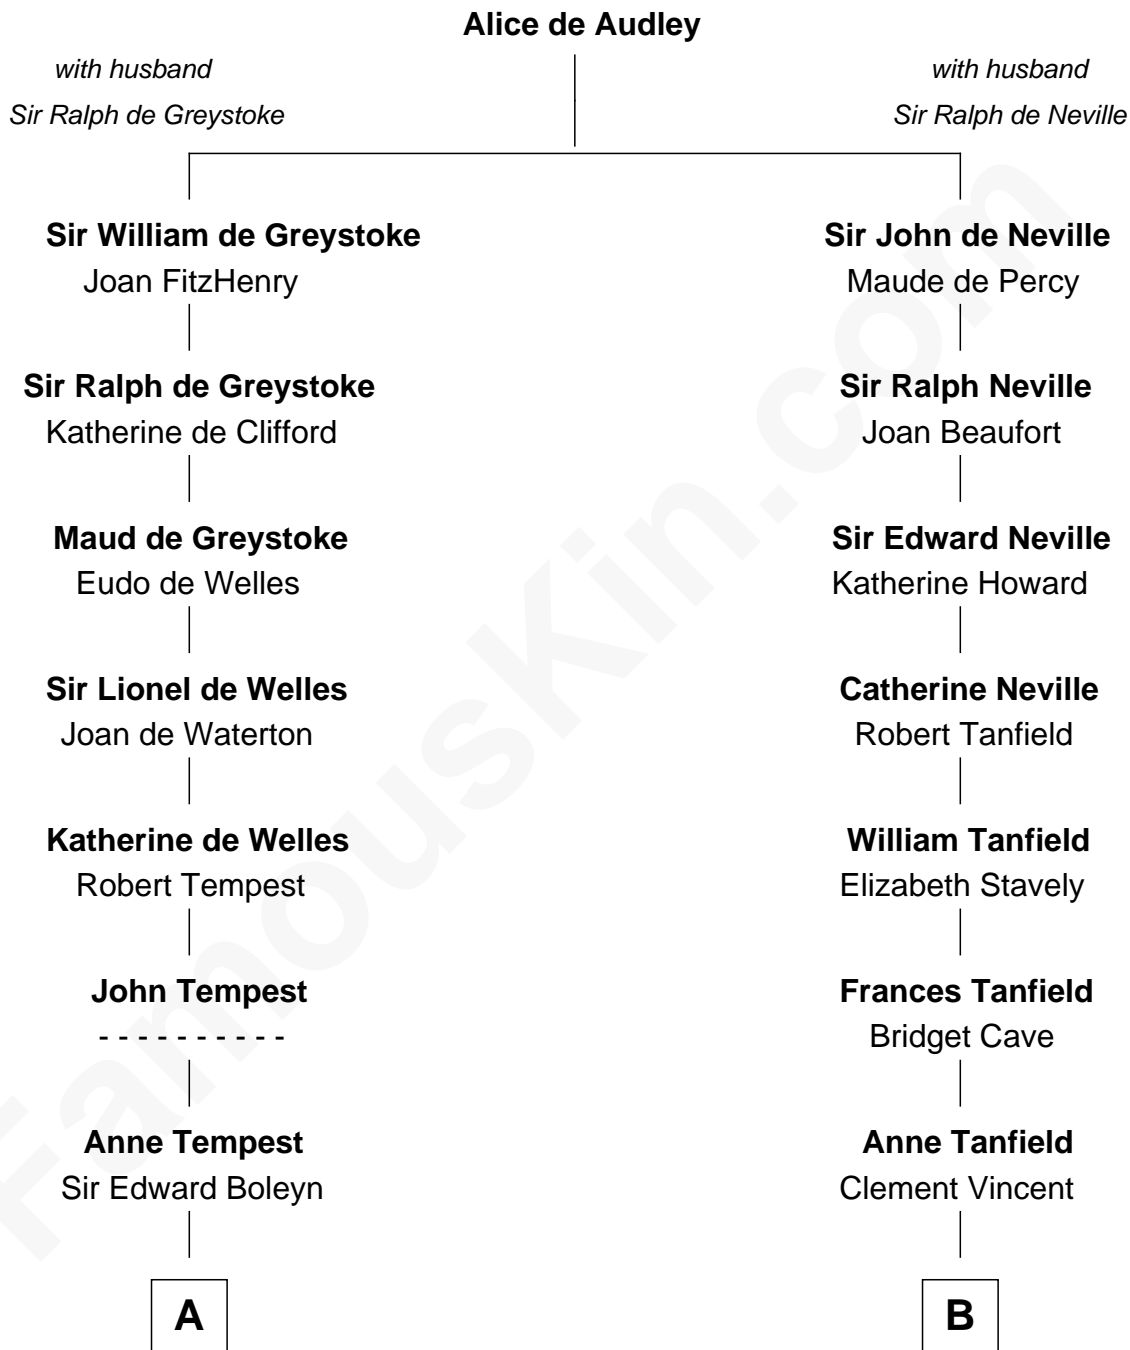 Alice de Audley
with husband
Sir Ralph de Greystoke
with husband
Sir Ralph de Neville
Sir William de Greystoke
Joan FitzHenry
Sir John de Neville
Maude de Percy
Sir Ralph de Greystoke
Katherine de Clifford
Sir Ralph Neville
Joan Beaufort
Maud de Greystoke
Eudo de Welles
Sir Edward Neville
Katherine Howard
Sir Lionel de Welles
Joan de Waterton
Catherine Neville
Robert Tanfield
Katherine de Welles
Robert Tempest
William Tanfield
Elizabeth Stavely
John Tempest
- - - - - - - - - -
Frances Tanfield
Bridget Cave
Anne Tempest
Sir Edward Boleyn
Anne Tanfield
Clement Vincent
A
B
FamousKin.com